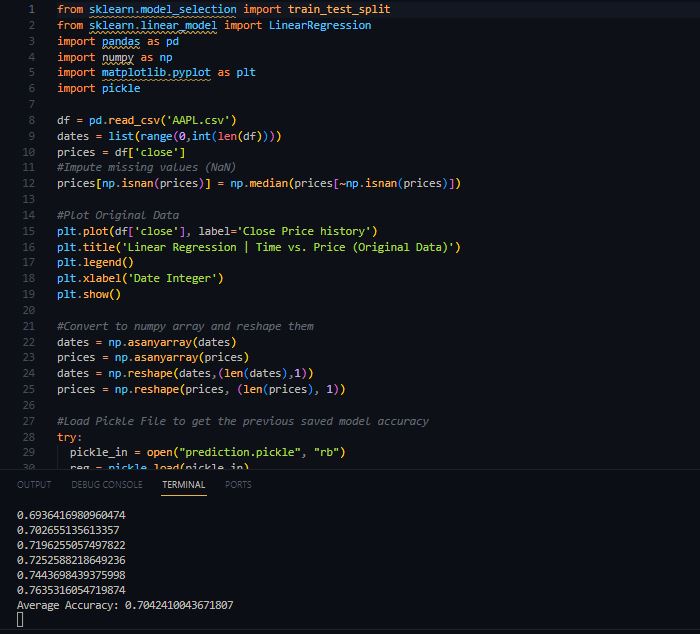 1 from sklearn.model_selection import train_test_split
2 from sklearn.linear_model import LinearRegression
3 import pandas as pd
4 import numpy as np
5 import matplotlib.pyplot as plt
6 import pickle
7
8 df = pd.read_csv('AAPL.csv')
9 dates = list(range(0,int(len(df))))
10 prices = df['close']
11 #Impute missing values (NaN)
12 prices[np.isnan(prices)] = np.median(prices[~np.isnan(prices)])
13
14 #Plot Original Data
15 plt.plot(df['close'], label='Close Price history')
16 plt.title('Linear Regression | Time vs. Price (Original Data)')
17 plt.legend()
18 plt.xlabel('Date Integer')
19 plt.show()
20
21 #Convert to numpy array and reshape them
22 dates = np.asanyarray(dates)
23 prices = np.asanyarray(prices)
24 dates = np.reshape(dates,(len(dates),1))
25 prices = np.reshape(prices, (len(prices), 1))
26
27 #Load Pickle File to get the previous saved model accuracy
28 try:
29 pickle_in = open("prediction.pickle", "rb")
30 reg = pickle.load(pickle_in)
OUTPUT DEBUG CONSOLE TERMINAL PORTS
0.6936416980960474
0.702655135613357
0.7196255057497822
0.7252588218649236
0.7443698439375998
0.7635316054719874
Average Accuracy: 0.7042410043671807